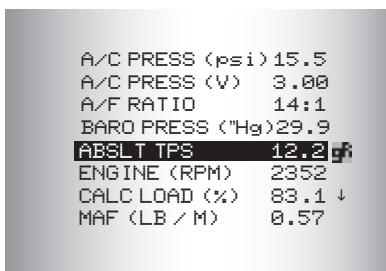 A/C PRESS (psi) 15.5
A/C PRESS (V) 3.00
A/F RATIO 14:1
BARO PRESS ("Hg) 29.9
ABSLT TPS 12.2
ENGINE (RPM) 2352
CALC LOAD (%) 83.1 ↓
MAF (LB / M) 0.57